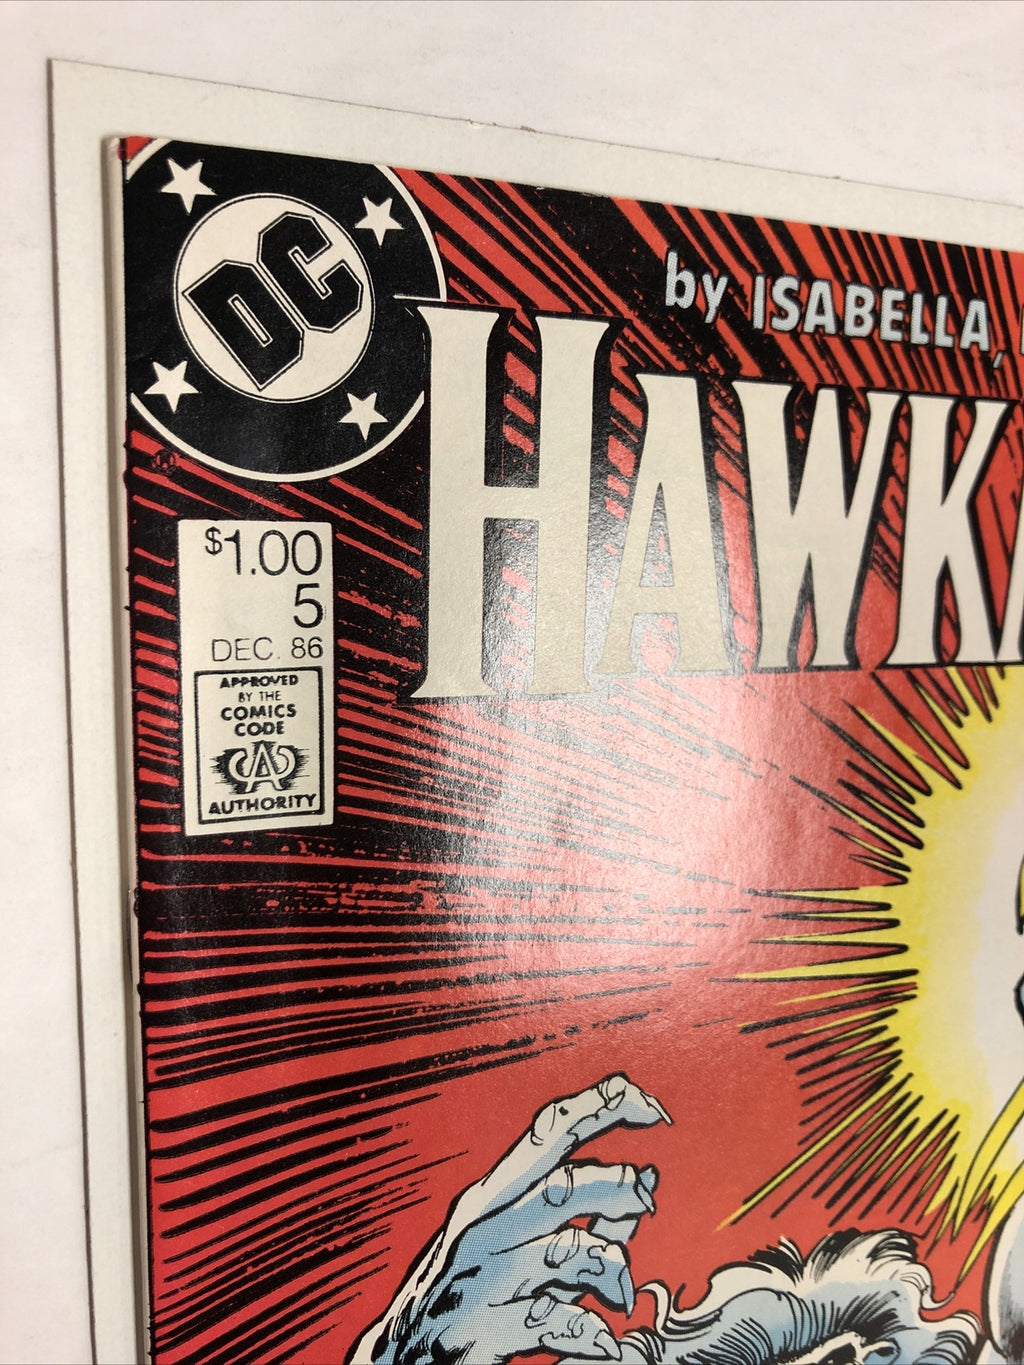 DC
®
by ISABELLA,
HAWK
$1.00
5
DEC. 86
APPROVED
BY THE
COMICS
CODE
CA
AUTHORITY